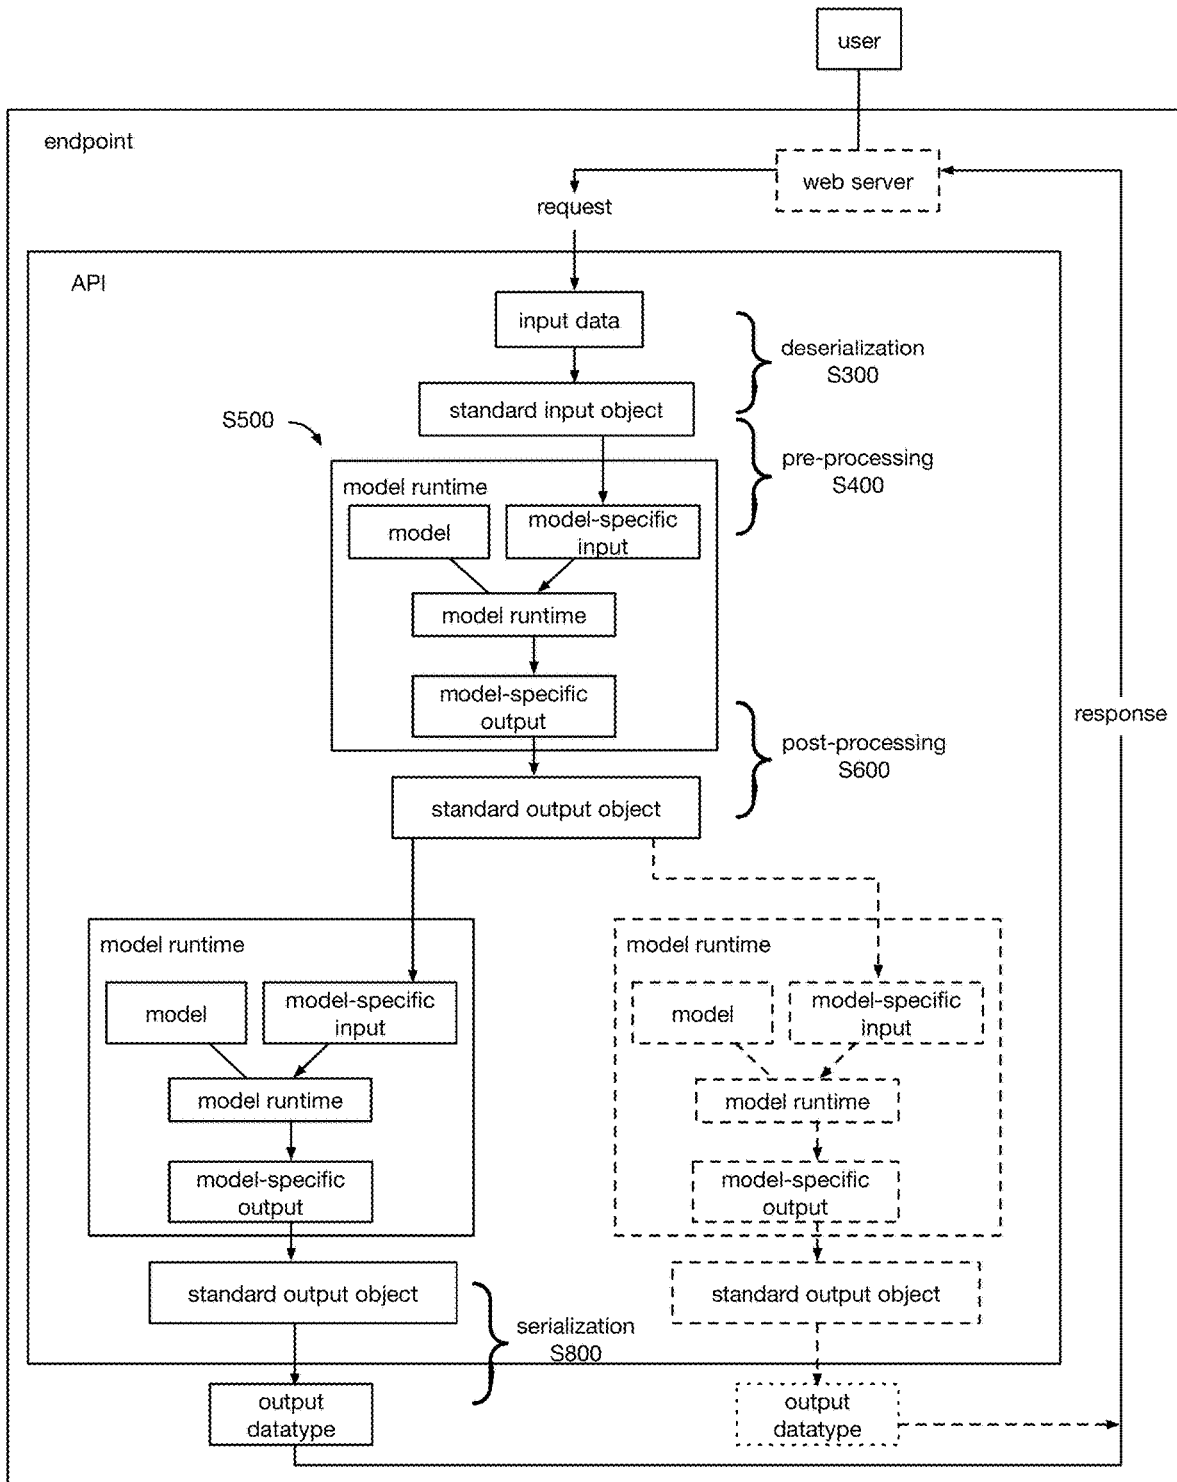 user
endpoint
web server
request
API
input data
deserialization
S300
standard input object
S500
pre-processing
S400
model runtime
model
model-specific
input
model runtime
model-specific
output
response
post-processing
S600
standard output object
model runtime
model
model-specific
input
model runtime
model-specific
output
standard output object
model runtime
model
model-specific
input
model runtime
model-specific
output
standard output object
serialization
S800
output
datatype
output
datatype